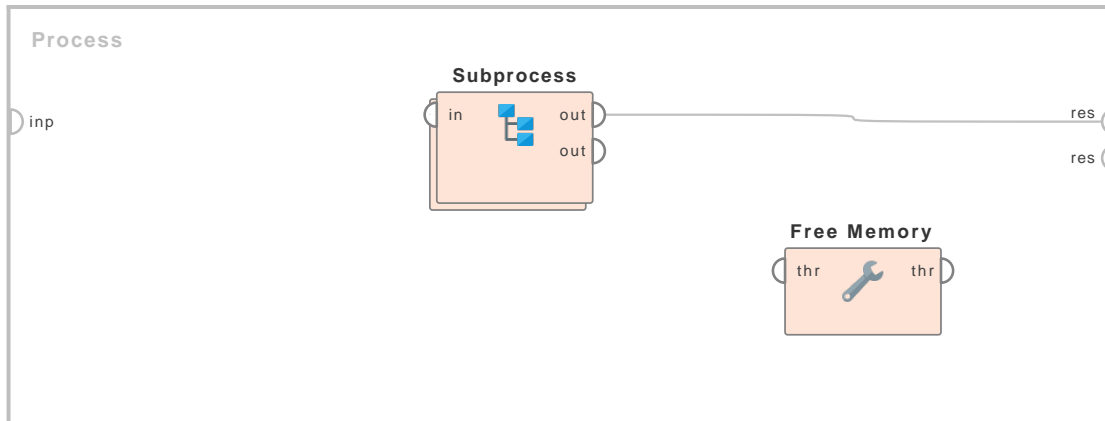 Process
Subprocess
inp
in
out
res
out
res
Free Memory
thr
thr